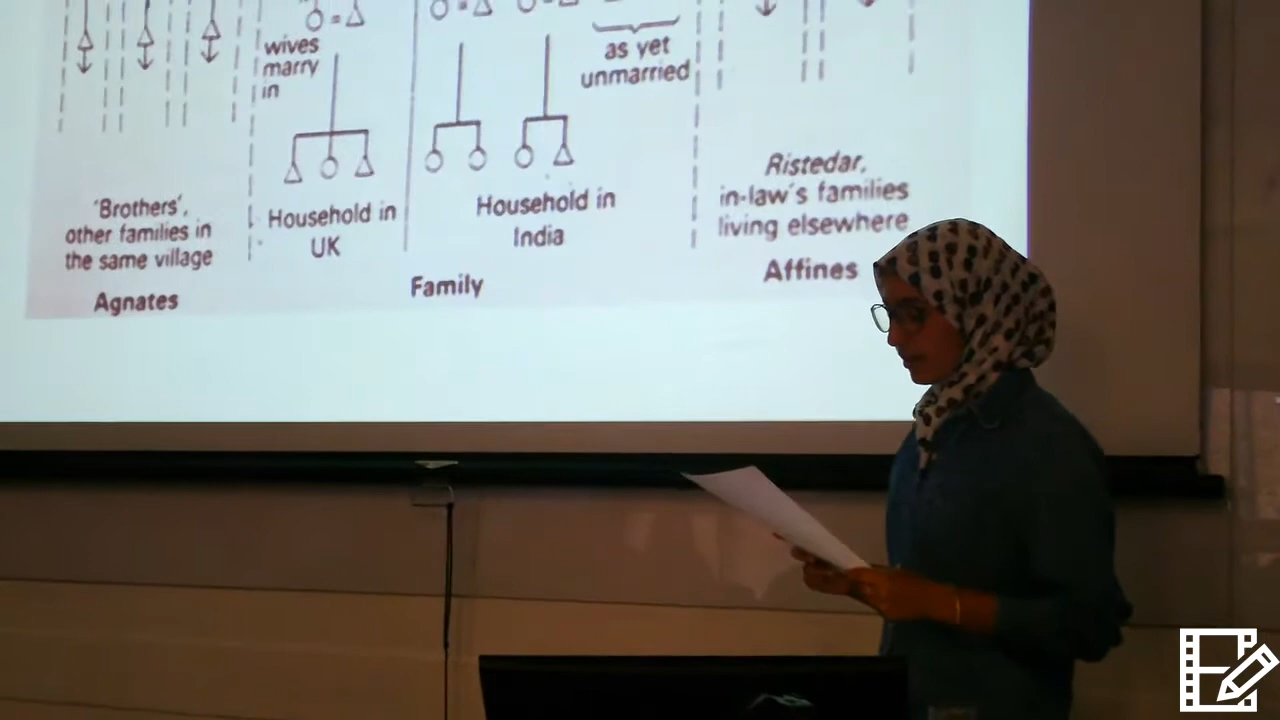 wives
marry
in
as yet
unmarried
'Brothers',
other families in
the same village
Agnates
Household in
UK
Household in
India
Family
Ristedar,
in-law's families
living elsewhere
Affines